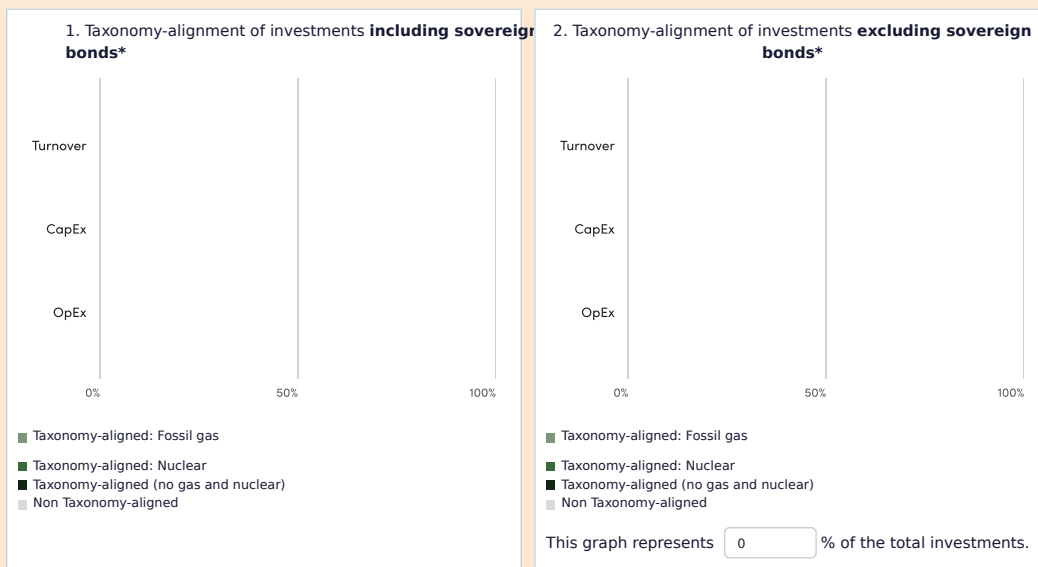 1. Taxonomy-alignment of investments including sovereign
bonds*
Turnover
CapEx
OpEx
0% 50% 100%
Taxonomy-aligned: Fossil gas
Taxonomy-aligned: Nuclear
Taxonomy-aligned (no gas and nuclear)
Non Taxonomy-aligned
2. Taxonomy-alignment of investments excluding sovereign
bonds*
Turnover
CapEx
OpEx
0% 50% 100%
Taxonomy-aligned: Fossil gas
Taxonomy-aligned: Nuclear
Taxonomy-aligned (no gas and nuclear)
Non Taxonomy-aligned
This graph represents 0 % of the total investments.